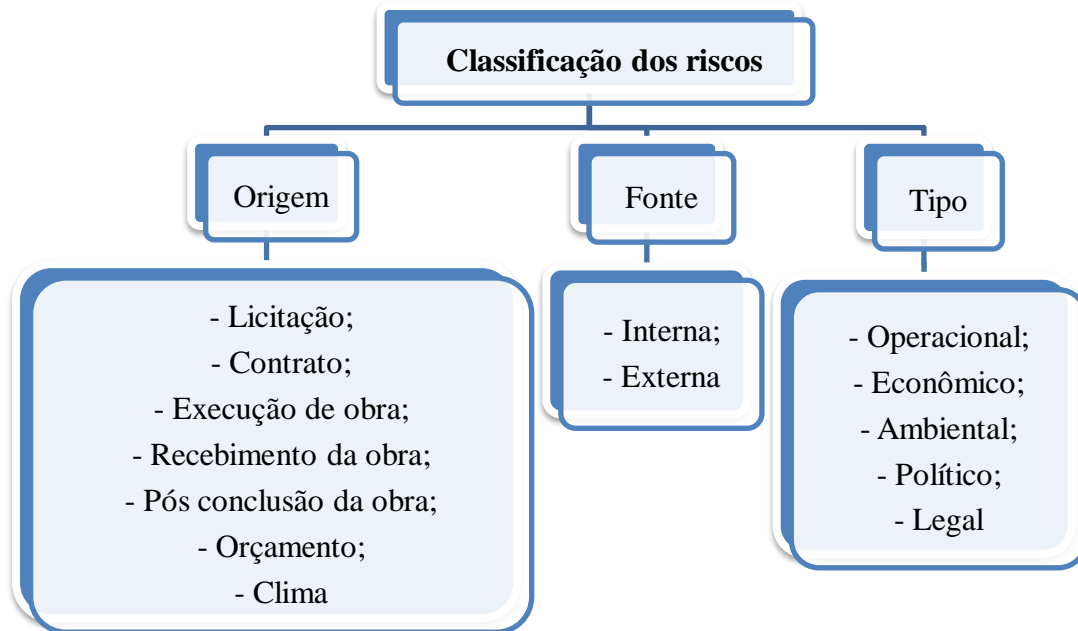 Classificação dos riscos
Origem
Fonte
Tipo
- Licitação;
- Contrato;
- Execução de obra;
- Recebimento da obra;
- Pós conclusão da obra;
- Orçamento;
- Clima
- Interna;
- Externa
- Operacional;
- Econômico;
- Ambiental;
- Político;
- Legal